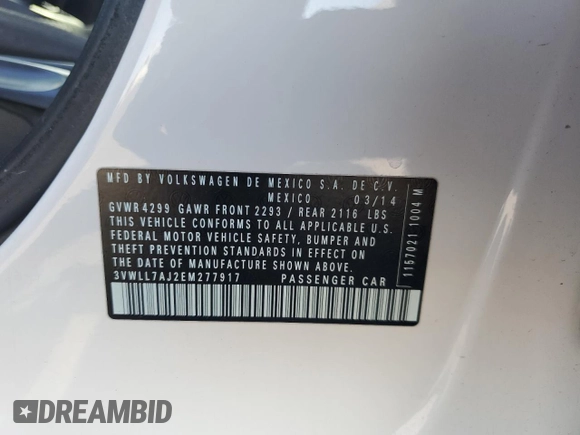 MFD BY VOLKSWAGEN DE MEXICO S.A. DE C.V.
MEXICO 03/14
GVWR 4299 GAWR FRONT 2293 / REAR 2116 LBS
THIS VEHICLE CONFORMS TO ALL APPLICABLE U.S.
FEDERAL MOTOR VEHICLE SAFETY, BUMPER AND
THEFT PREVENTION STANDARDS IN EFFECT ON
THE DATE OF MANUFACTURE SHOWN ABOVE.
3VWLL7AJ2EM277917 PASSENGER CAR
11570211 1004 M
DREAMBID